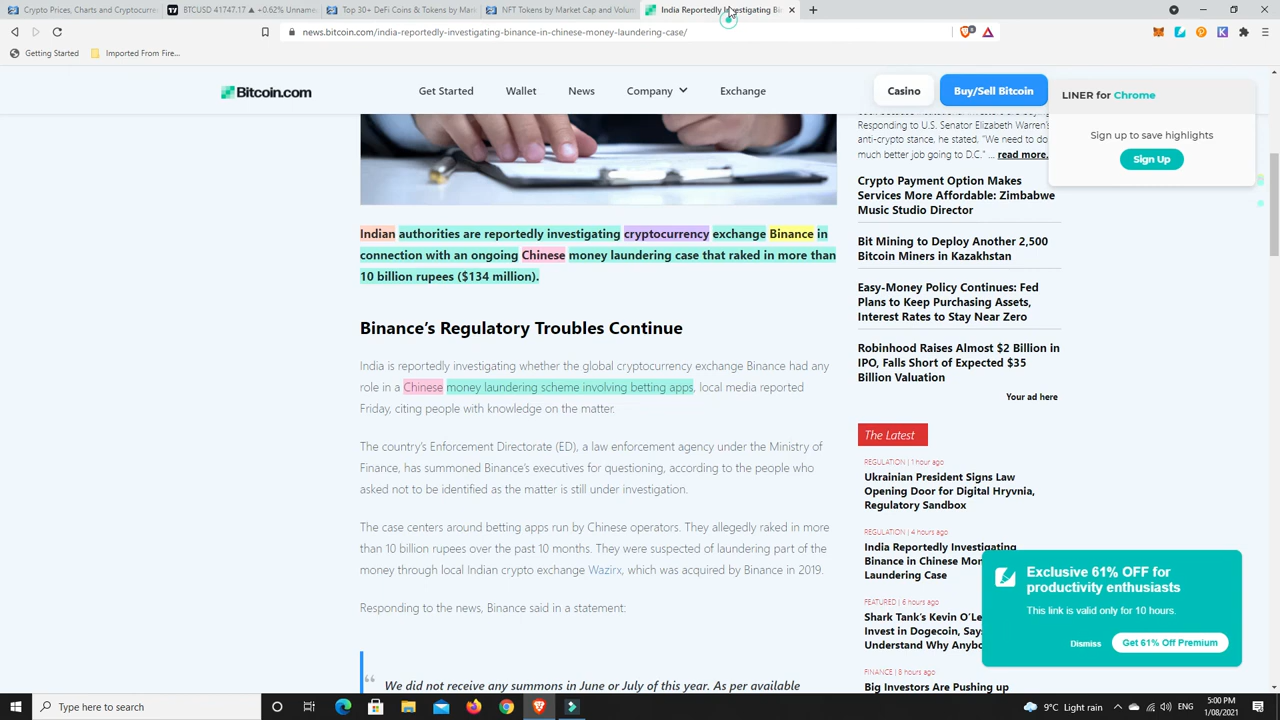 Crypto Prices, Charts and Cryptocurr
BTCUSD 41747.17 ▲ +0.62% Unname
Top 30+ DeFi Coins & Tokens by Mar
NFT Tokens by Market Cap and Volum
India Reportedly Investigating Bin
news.bitcoin.com/india-reportedly-investigating-binance-in-chinese-money-laundering-case/
Getting Started
Imported From Fire...
Bitcoin.com
Get Started
Wallet
News
Company
Exchange
Casino
Buy/Sell Bitcoin
LINER for Chrome
Sign up to save highlights
Sign Up
Indian authorities are reportedly investigating cryptocurrency exchange Binance in
connection with an ongoing Chinese money laundering case that raked in more than
10 billion rupees ($134 million).
Binance's Regulatory Troubles Continue
India is reportedly investigating whether the global cryptocurrency exchange Binance had any
role in a Chinese money laundering scheme involving betting apps, local media reported
Friday, citing people with knowledge on the matter.
The country's Enforcement Directorate (ED), a law enforcement agency under the Ministry of
Finance, has summoned Binance's executives for questioning, according to the people who
asked not to be identified as the matter is still under investigation.
The case centers around betting apps run by Chinese operators. They allegedly raked in more
than 10 billion rupees over the past 10 months. They were suspected of laundering part of the
money through local Indian crypto exchange Wazirx, which was acquired by Binance in 2019.
Responding to the news, Binance said in a statement:
We did not receive any summons in June or July of this year. As per available
Responding to U.S. Senator Elizabeth Warren's
anti-crypto stance, he stated, "We need to do
much better job going to D.C." ... read more.
Crypto Payment Option Makes
Services More Affordable: Zimbabwe
Music Studio Director
Bit Mining to Deploy Another 2,500
Bitcoin Miners in Kazakhstan
Easy-Money Policy Continues: Fed
Plans to Keep Purchasing Assets,
Interest Rates to Stay Near Zero
Robinhood Raises Almost $2 Billion in
IPO, Falls Short of Expected $35
Billion Valuation
Your ad here
The Latest
REGULATION | 1 hour ago
Ukrainian President Signs Law
Opening Door for Digital Hryvnia,
Regulatory Sandbox
REGULATION | 4 hours ago
India Reportedly Investigating
Binance in Chinese Mon
Laundering Case
FEATURED | 6 hours ago
Shark Tank's Kevin O'Le
Invest in Dogecoin, Say
Understand Why Anybo
FINANCE | 8 hours ago
Big Investors Are Pushing up
Exclusive 61% OFF for
productivity enthusiasts
This link is valid only for 10 hours.
Dismiss
Get 61% Off Premium
Type here to search
9°C Light rain
ENG
5:00 PM
1/08/2021